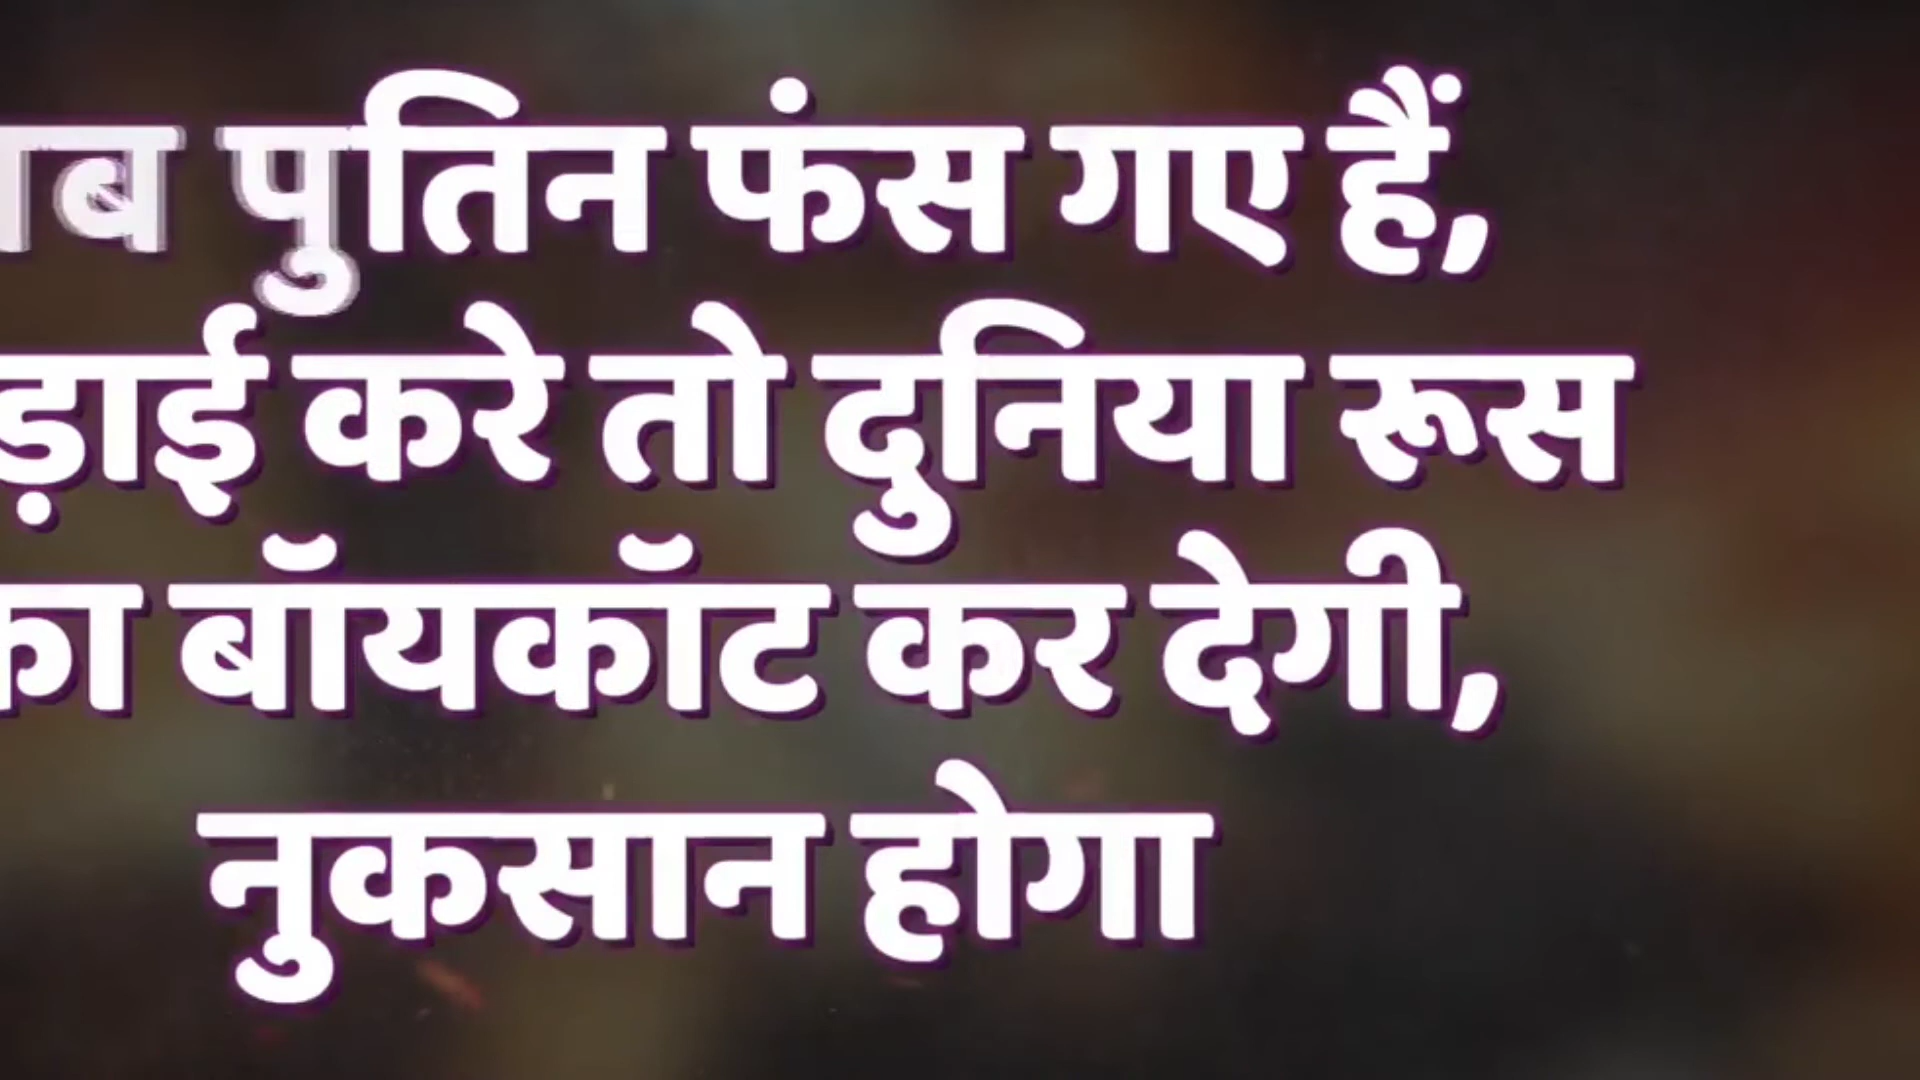 पुतिन फंस गए हैं,
करे तो दुनिया रूस
का बॉयकॉट कर देगी,
नुकसान होगा